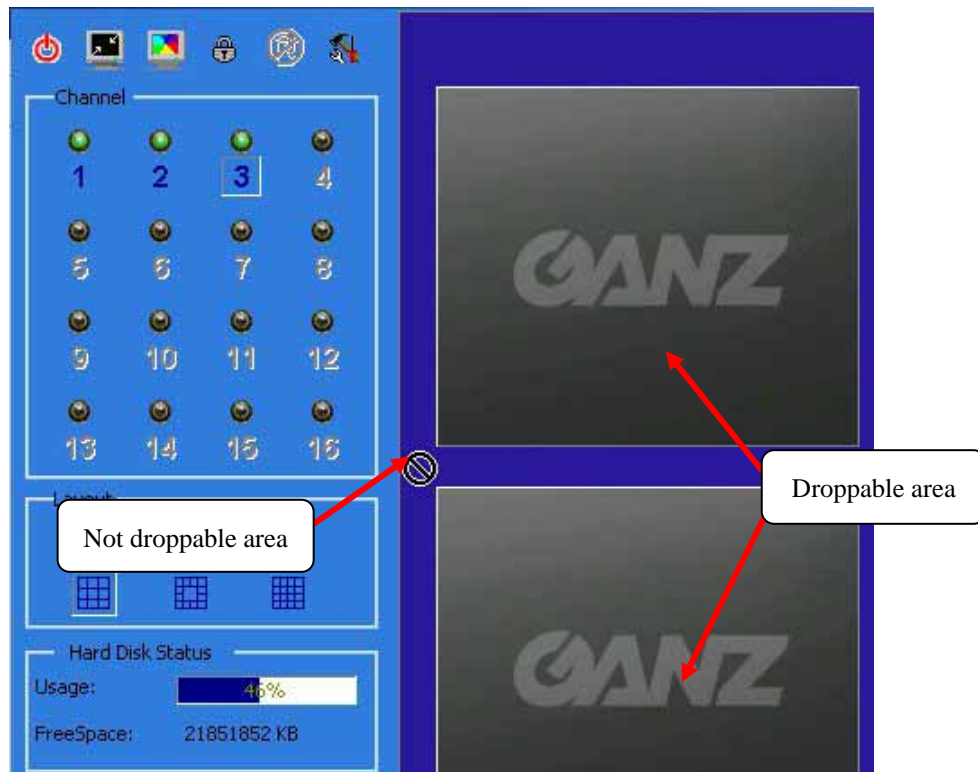 Channel
1 2 3 4
5 6 7 8
9 10 11 12
13 14 15 16
Layout
Not droppable area
Hard Disk Status
Usage: 46%
FreeSpace: 21851852 KB
GANZ
Droppable area
GANZ